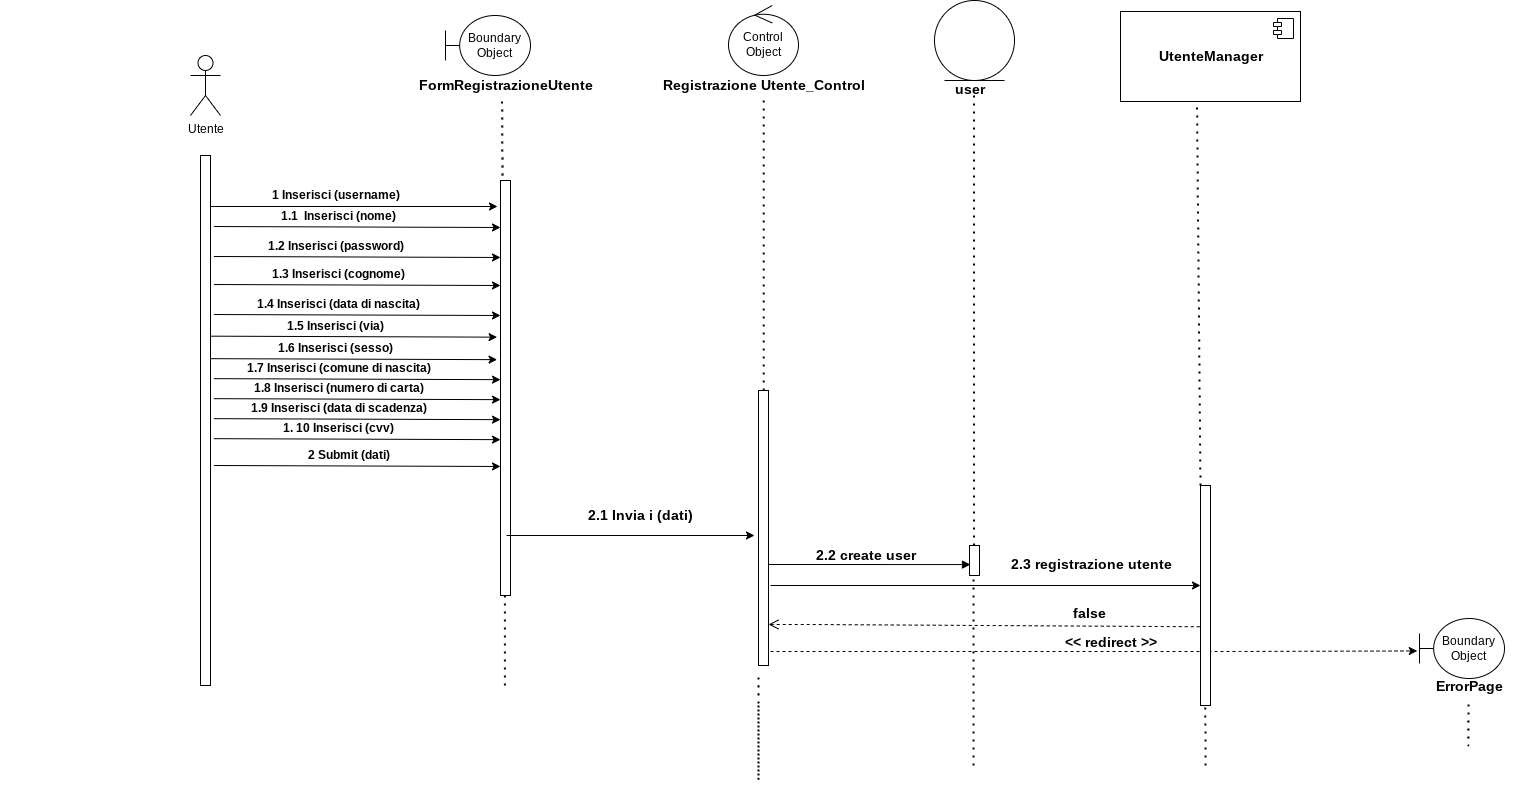 Boundary
Object
FormRegistrazioneUtente
Control
Object
Registrazione Utente_Control
user
UtenteManager
Utente
1 Inserisci (username)
1.1  Inserisci (nome)
1.2 Inserisci (password)
1.3 Inserisci (cognome)
1.4 Inserisci (data di nascita)
1.5 Inserisci (via)
1.6 Inserisci (sesso)
1.7 Inserisci (comune di nascita)
1.8 Inserisci (numero di carta)
1.9 Inserisci (data di scadenza)
1. 10 Inserisci (cvv)
2 Submit (dati)
2.1 Invia i (dati)
2.2 create user
2.3 registrazione utente
false
<< redirect >>
Boundary
Object
ErrorPage